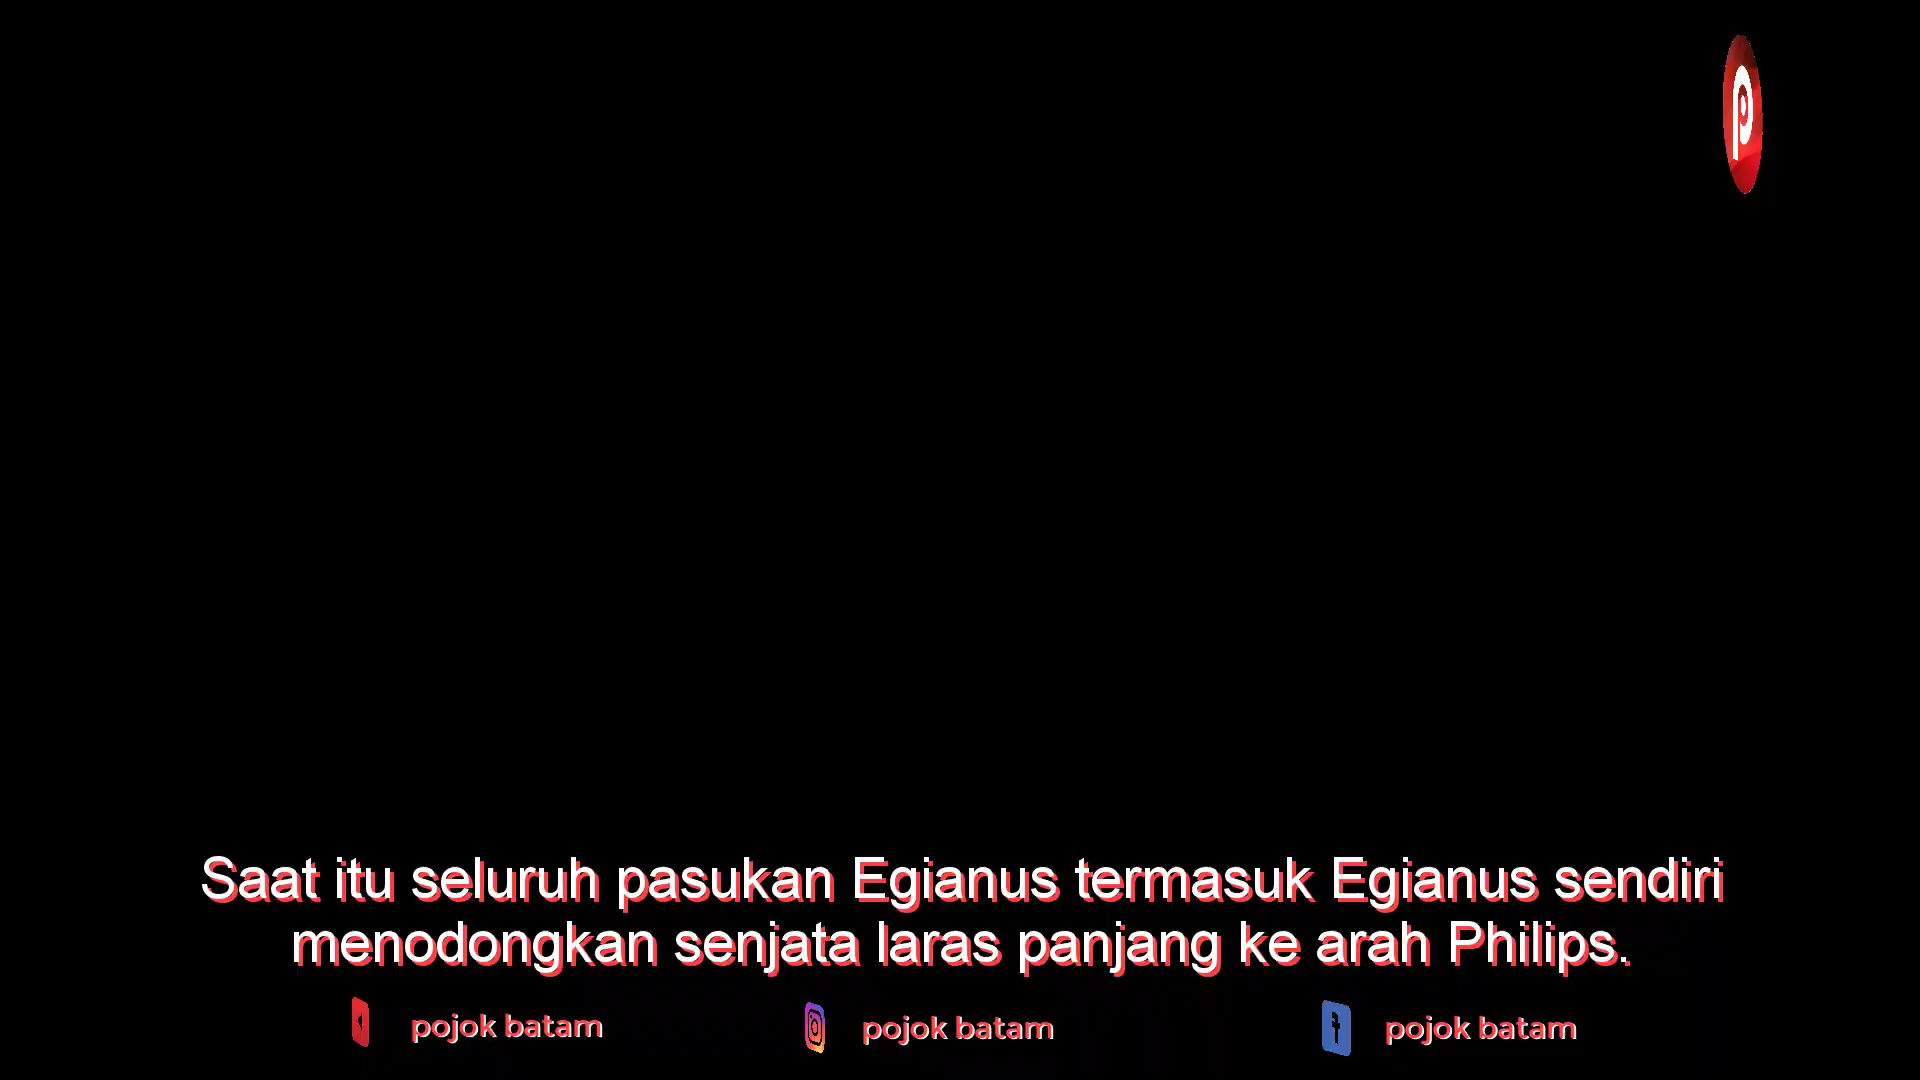 Saat itu seluruh pasukan Egianus termasuk Egianus sendiri
menodongkan senjata laras panjang ke arah Philips.
pojok batam pojok batam pojok batam